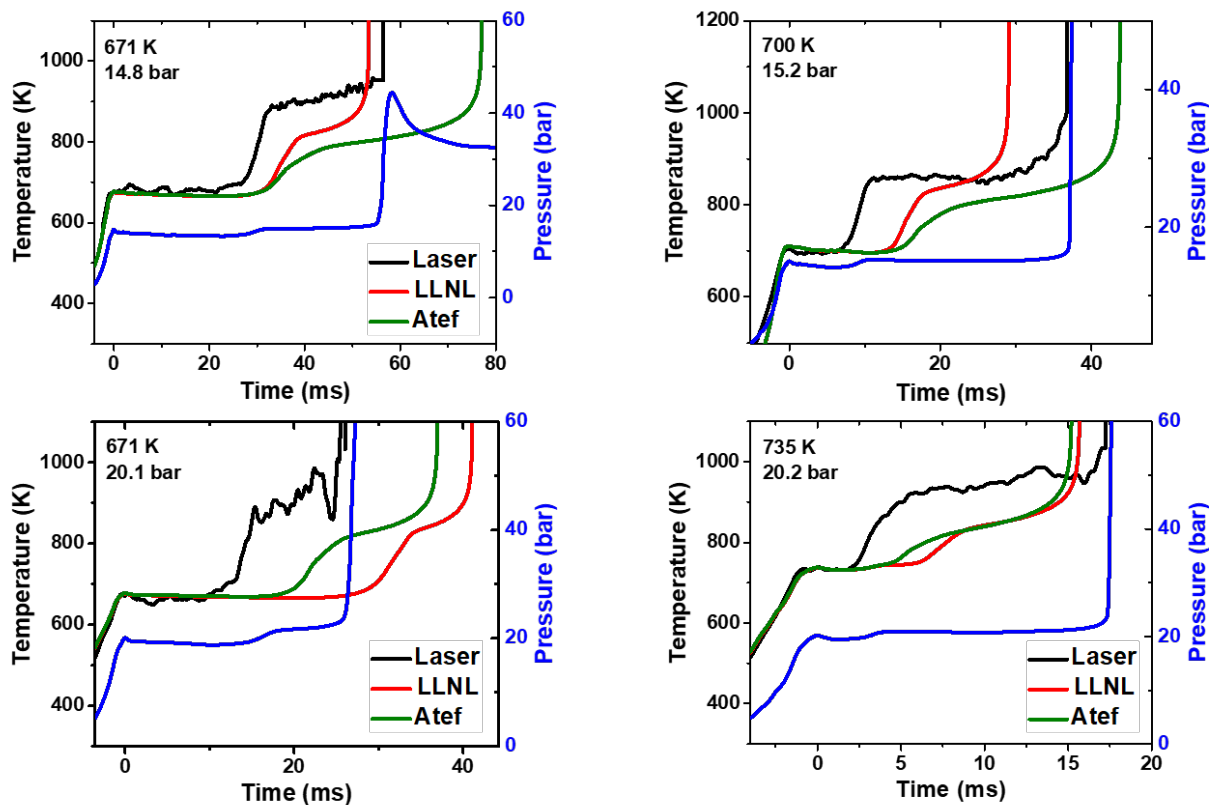 671 K
14.8 bar
1000
800
600
400
0
20
40
60
80
60
40
20
0
Temperature (K)
Pressure (bar)
Time (ms)
Laser
LLNL
Atef
700 K
15.2 bar
1200
1000
800
600
0
20
40
40
20
Temperature (K)
Pressure (bar)
Time (ms)
671 K
20.1 bar
1000
800
600
400
0
20
40
60
40
20
0
Temperature (K)
Pressure (bar)
Time (ms)
Laser
LLNL
Atef
735 K
20.2 bar
1000
800
600
400
0
5
10
15
20
60
40
20
0
Temperature (K)
Pressure (bar)
Time (ms)
Laser
LLNL
Atef